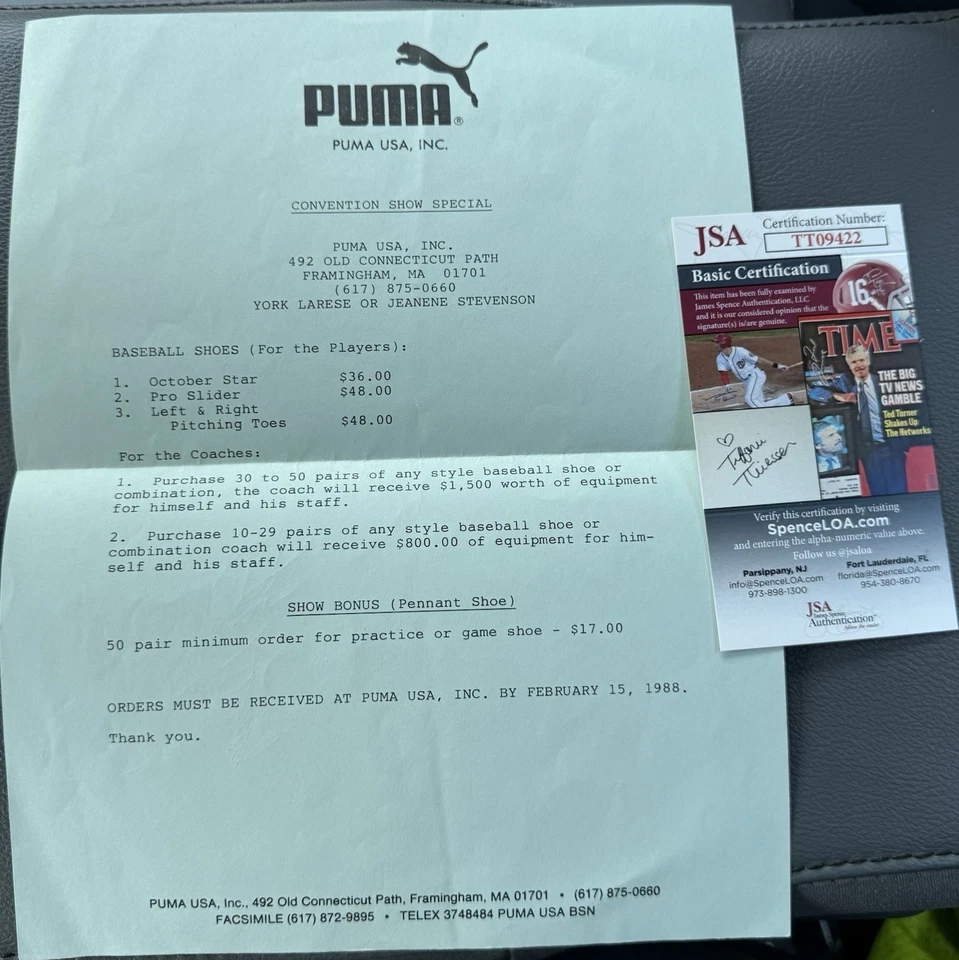 PUMA®
PUMA USA, INC.
CONVENTION SHOW SPECIAL
PUMA USA, INC.
492 OLD CONNECTICUT PATH
FRAMINGHAM, MA 01701
(617) 875-0660
YORK LARESE OR JEANENE STEVENSON
BASEBALL SHOES (For the Players):
1. October Star $36.00
2. Pro Slider $48.00
3. Left & Right
Pitching Toes $48.00
For the Coaches:
1. Purchase 30 to 50 pairs of any style baseball shoe or
combination, the coach will receive $1,500 worth of equipment
for himself and his staff.
2. Purchase 10-29 pairs of any style baseball shoe or
combination coach will receive $800.00 of equipment for him-
self and his staff.
SHOW BONUS (Pennant Shoe)
50 pair minimum order for practice or game shoe - $17.00
ORDERS MUST BE RECEIVED AT PUMA USA, INC. BY FEBRUARY 15, 1988.
Thank you.
PUMA USA, Inc., 492 Old Connecticut Path, Framingham, MA 01701 • (617) 875-0660
FACSIMILE (617) 872-9895 • TELEX 3748484 PUMA USA BSN
JSA
Certification Number:
TT09422
Basic Certification
This item has been fully examined by
James Spence Authentication, LLC
and it is our considered opinion that the
signature(s) is/are genuine.
16
TIME
THE BIG
TV NEWS
GAMBLE
Ted Turner
Shakes Up
The Networks
Tiffani
Thiessen
Verify this certification by visiting
SpenceLOA.com
and entering the alpha-numeric value above.
Follow us @jsaloa
Parsippany, NJ
info@SpenceLOA.com
973-898-1300
Fort Lauderdale, FL
florida@SpenceLOA.com
954-380-8670
JSA
James Spence
Authentication